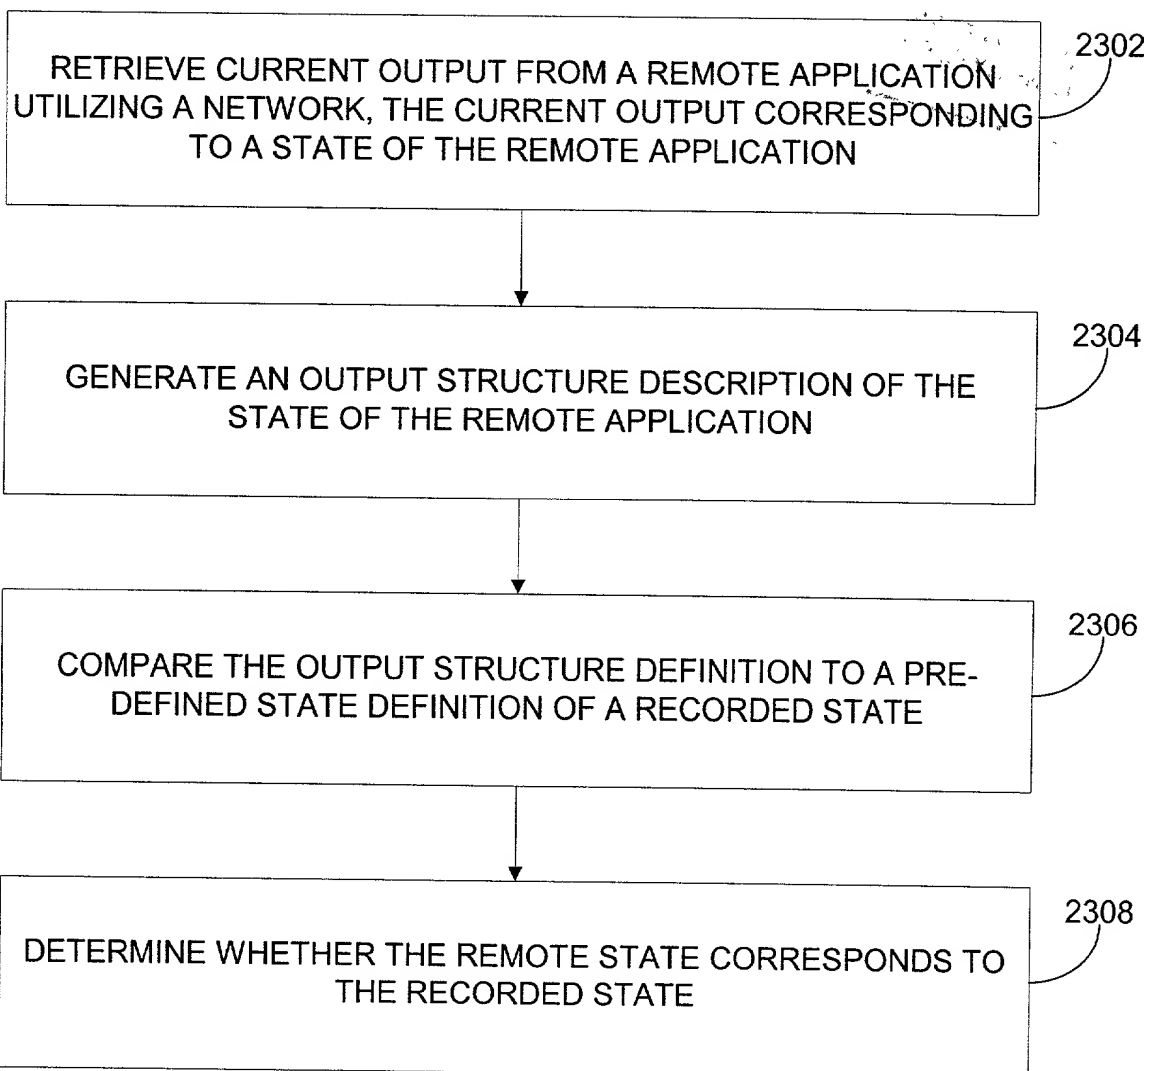 RETRIEVE CURRENT OUTPUT FROM A REMOTE APPLICATION
UTILIZING A NETWORK, THE CURRENT OUTPUT CORRESPONDING
TO A STATE OF THE REMOTE APPLICATION
2302
GENERATE AN OUTPUT STRUCTURE DESCRIPTION OF THE
STATE OF THE REMOTE APPLICATION
2304
COMPARE THE OUTPUT STRUCTURE DEFINITION TO A PRE-
DEFINED STATE DEFINITION OF A RECORDED STATE
2306
DETERMINE WHETHER THE REMOTE STATE CORRESPONDS TO
THE RECORDED STATE
2308